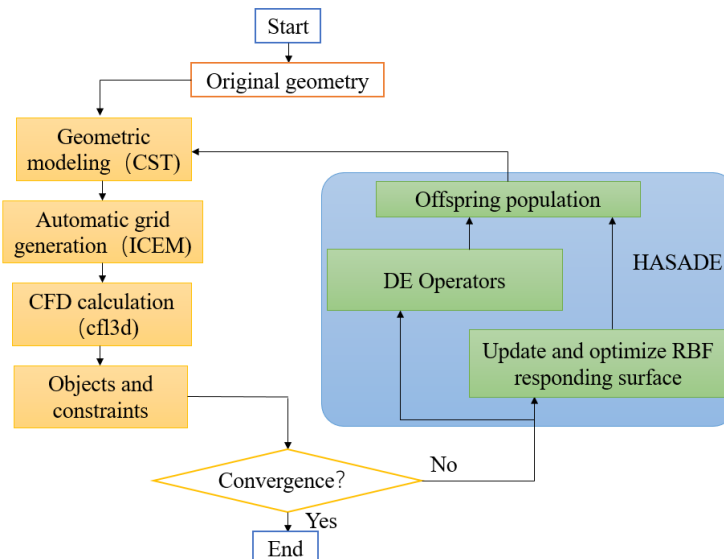 Start
Original geometry
Geometric
modeling（CST)
Automatic grid
generation（ICEM)
CFD calculation
（cfl3d）
Objects and
constraints
Convergence？
No
Yes
End
Offspring population
HASADE
DE Operators
Update and optimize RBF
responding surface